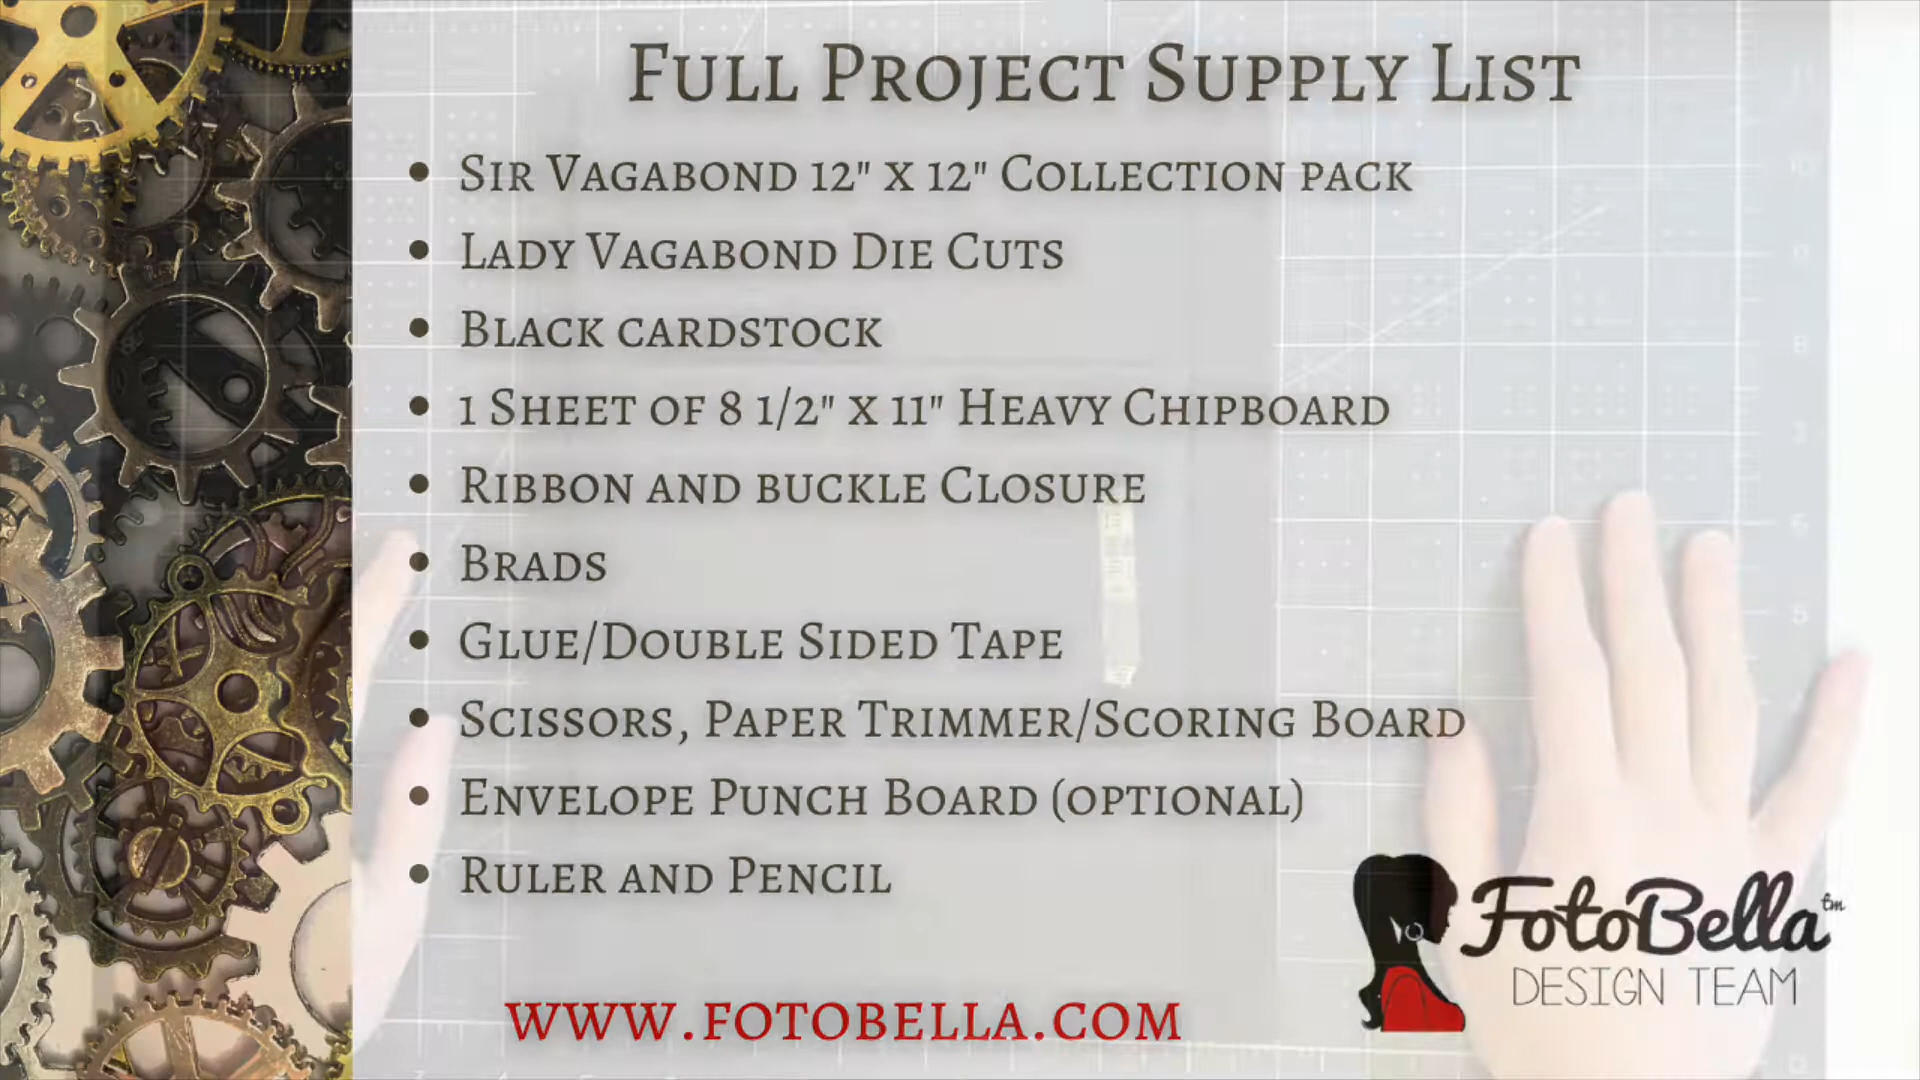 Full Project Supply List
• Sir Vagabond 12" x 12" Collection pack
• Lady Vagabond Die Cuts
• Black cardstock
• 1 Sheet of 8 1/2" x 11" Heavy Chipboard
• Ribbon and buckle Closure
• Brads
• Glue/Double Sided Tape
• Scissors, Paper Trimmer/Scoring Board
• Envelope Punch Board (optional)
• Ruler and Pencil
FotoBella™
DESIGN TEAM
www.fotobella.com